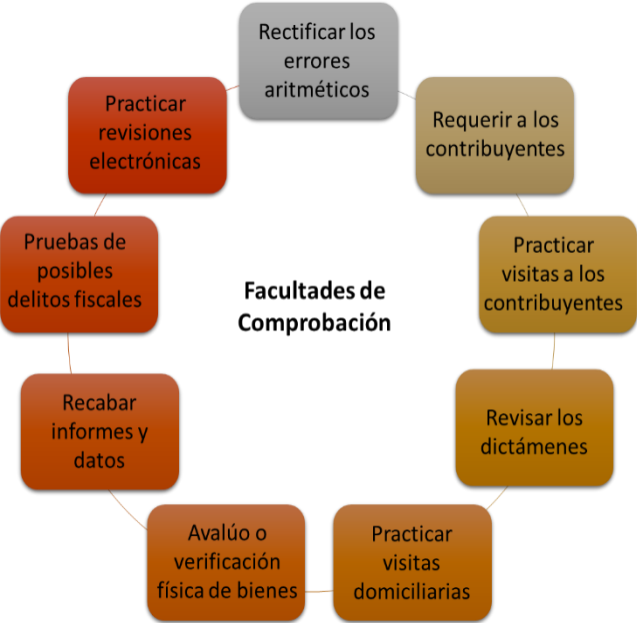 Rectificar los
errores
aritméticos
Requerir a los
contribuyentes
Practicar
visitas a los
contribuyentes
Revisar los
dictámenes
Practicar
visitas
domiciliarias
Avalúo o
verificación
física de bienes
Recabar
informes y
datos
Pruebas de
posibles
delitos fiscales
Practicar
revisiones
electrónicas
Facultades de
Comprobación